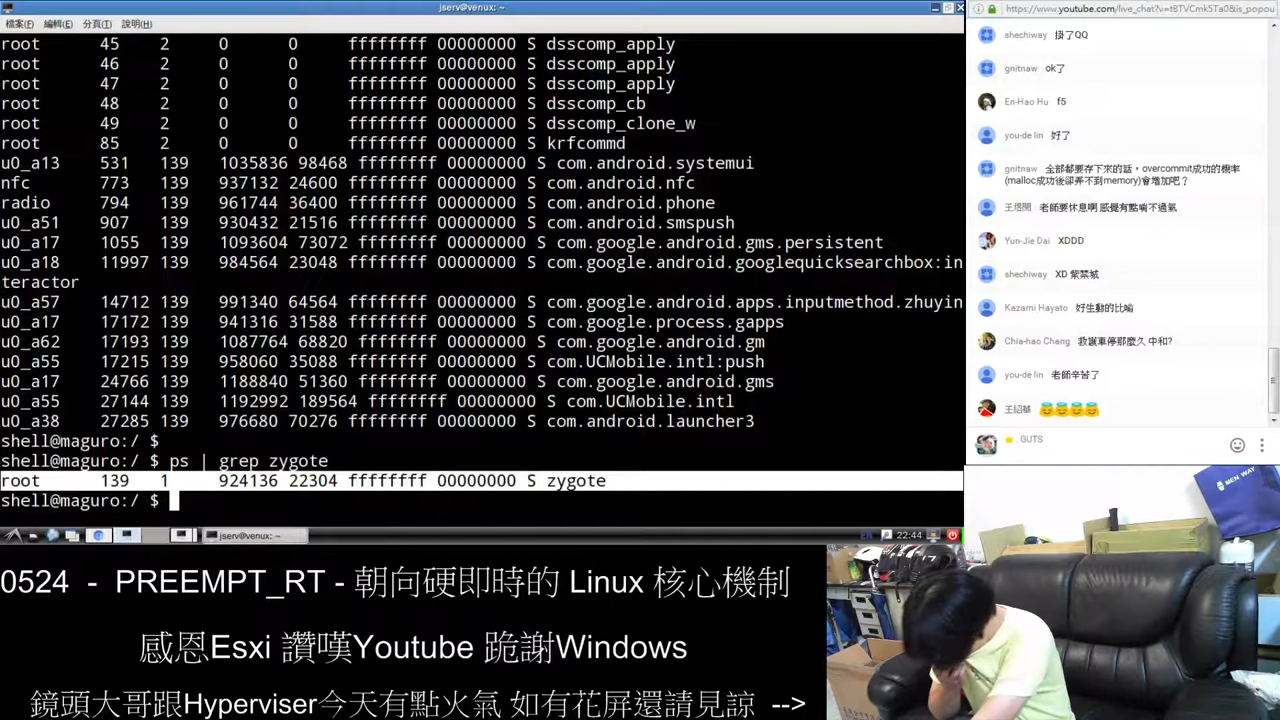 jserv@venux: ~
檔案(F) 編輯(E) 分頁(T) 說明(H)
root 45 2 0 0 ffffffff 00000000 S dsscomp_apply
root 46 2 0 0 ffffffff 00000000 S dsscomp_apply
root 47 2 0 0 ffffffff 00000000 S dsscomp_apply
root 48 2 0 0 ffffffff 00000000 S dsscomp_cb
root 49 2 0 0 ffffffff 00000000 S dsscomp_clone_w
root 85 2 0 0 ffffffff 00000000 S krfcommd
u0_a13 531 139 1035836 98468 ffffffff 00000000 S com.android.systemui
nfc 773 139 937132 24600 ffffffff 00000000 S com.android.nfc
radio 794 139 961744 36400 ffffffff 00000000 S com.android.phone
u0_a51 907 139 930432 21516 ffffffff 00000000 S com.android.smspush
u0_a17 1055 139 1093604 73072 ffffffff 00000000 S com.google.android.gms.persistent
u0_a18 11997 139 984564 23048 ffffffff 00000000 S com.google.android.googlequicksearchbox:in
teractor
u0_a57 14712 139 991340 64564 ffffffff 00000000 S com.google.android.apps.inputmethod.zhuyin
u0_a17 17172 139 941316 31588 ffffffff 00000000 S com.google.process.gapps
u0_a62 17193 139 1087764 68820 ffffffff 00000000 S com.google.android.gm
u0_a55 17215 139 958060 35088 ffffffff 00000000 S com.UCMobile.intl:push
u0_a17 24766 139 1188840 51360 ffffffff 00000000 S com.google.android.gms
u0_a55 27144 139 1192992 189564 ffffffff 00000000 S com.UCMobile.intl
u0_a38 27285 139 976680 70276 ffffffff 00000000 S com.android.launcher3
shell@maguro:/ $
shell@maguro:/ $ ps | grep zygote
root 139 1 924136 22304 ffffffff 00000000 S zygote
shell@maguro:/ $
jserv@venux: ~
EN
22:44
https://www.youtube.com/live_chat?v=tBTVCmk5Ta0&is_popou
shechiway 掛了QQ
gnitnaw ok了
En-Hao Hu f5
you-de lin 好了
gnitnaw 全部都要存下來的話，overcommit成功的概率
(malloc成功後卻弄不到memory)會增加吧？
王煜閔 老師要休息啊 感覺有點喘不過氣
Yun-Jie Dai XDDD
shechiway XD 紫禁城
Kazami Hayato 好生動的比喻
Chia-hao Chang 救護車停那麼久 中和?
you-de lin 老師辛苦了
王詔華
. GUTS
MEN WAY
0524 - PREEMPT_RT - 朝向硬即時的 Linux 核心機制
感恩Esxi 讚嘆Youtube 跪謝Windows
鏡頭大哥跟Hyperviser今天有點火氣 如有花屏還請見諒 -->